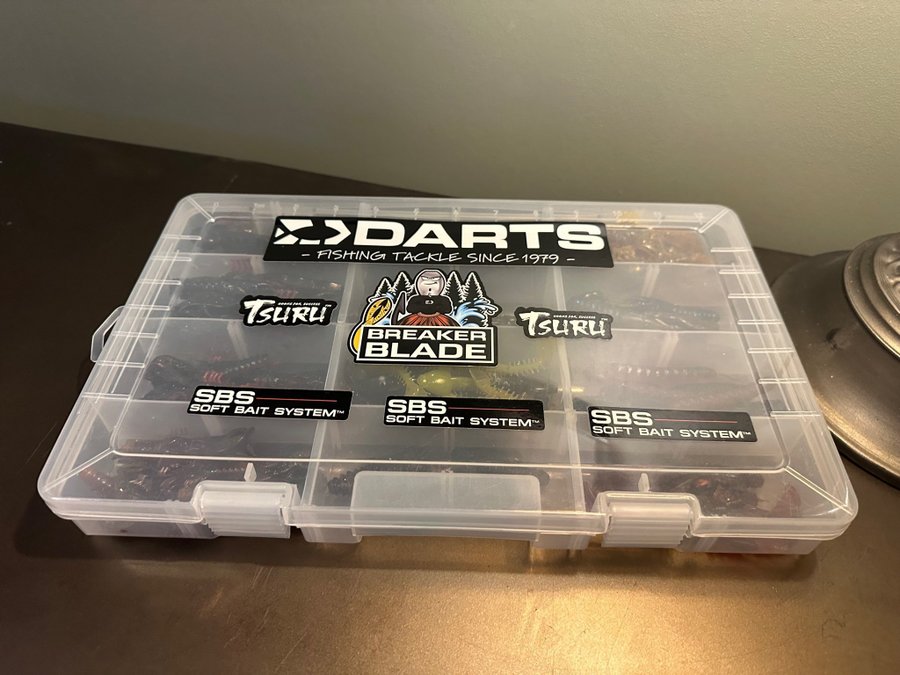 DARTS
- FISHING TACKLE SINCE 1979 -
TSURU
BREAKER
BLADE
TSURU
SBS
SOFT BAIT SYSTEM™
SBS
SOFT BAIT SYSTEM™
SBS
SOFT BAIT SYSTEM™